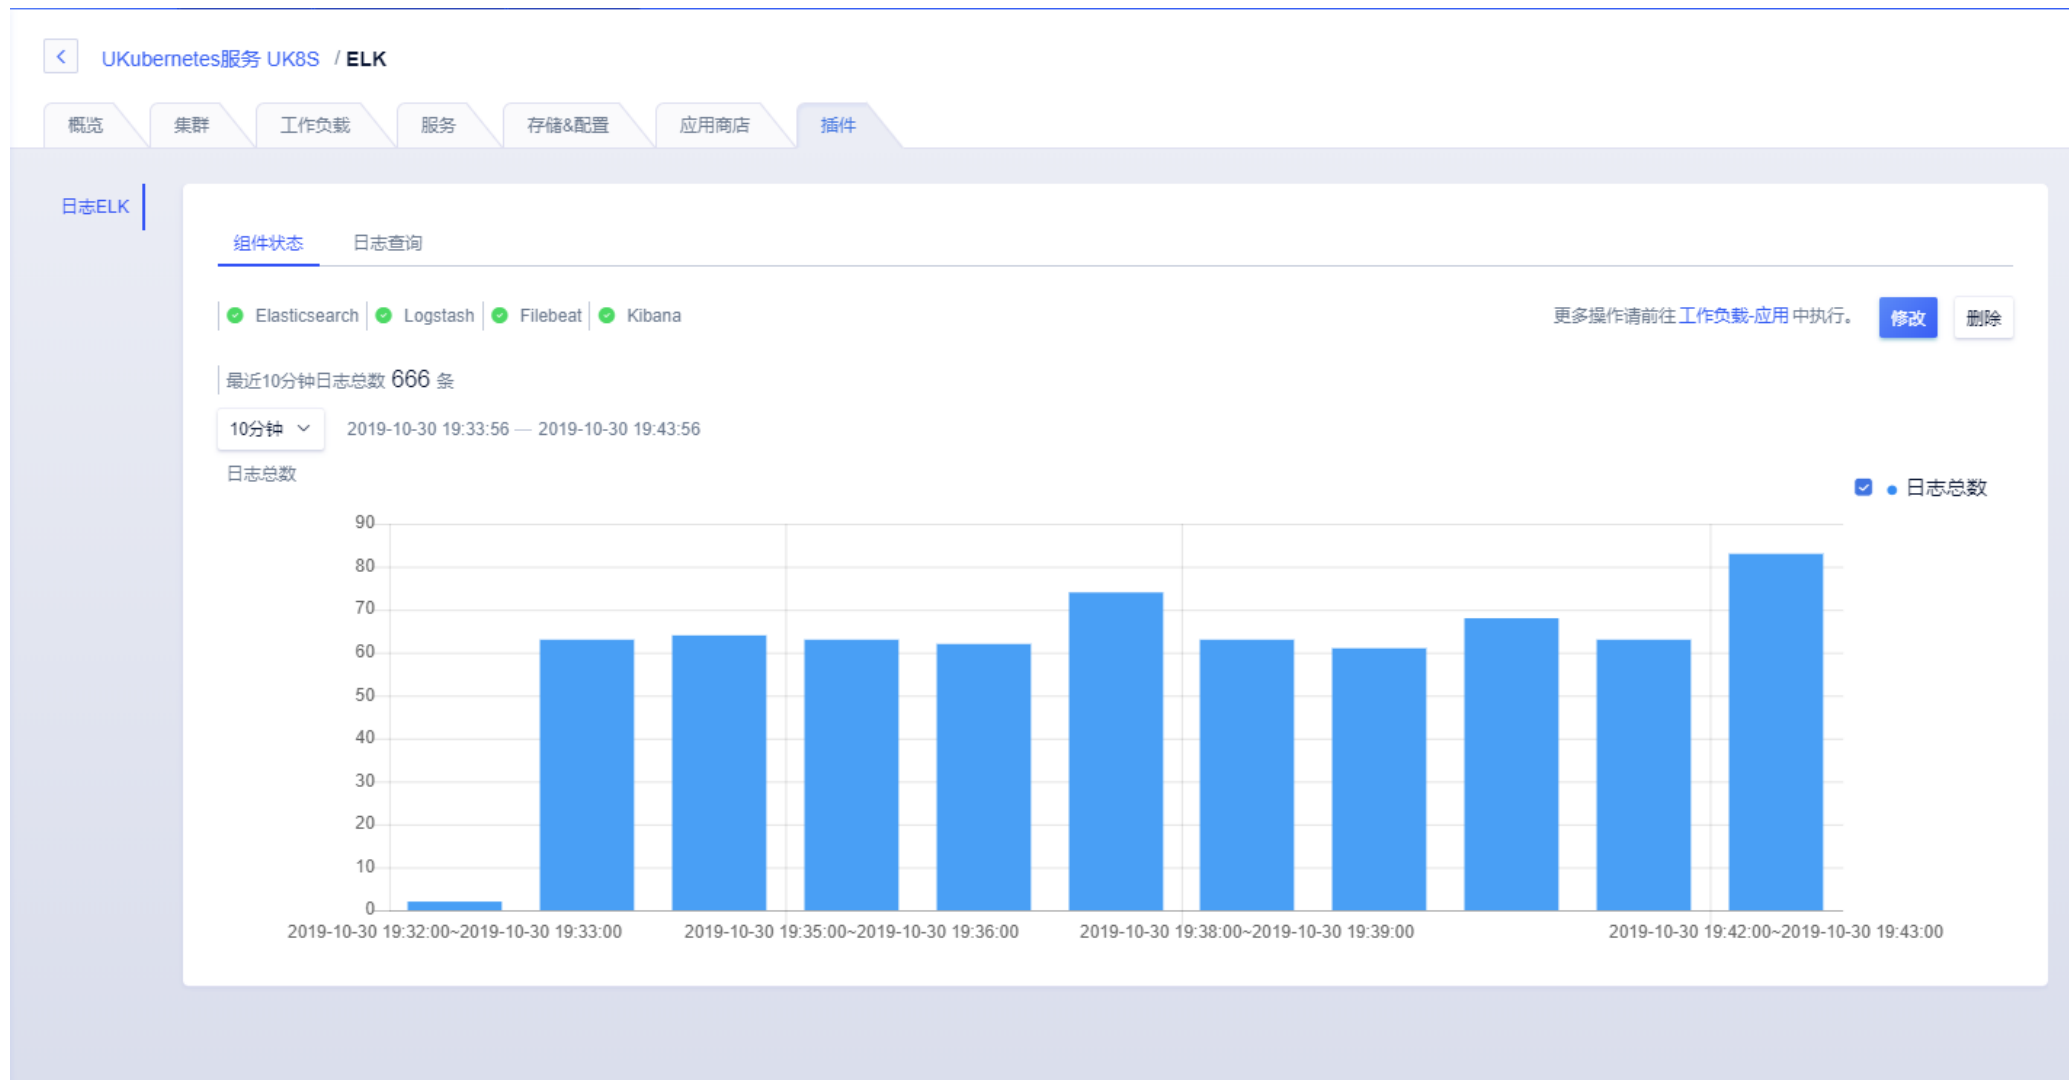 UKubernetes服务 UK8S / ELK
概览 集群 工作负载 服务 存储&配置 应用商店 插件
日志ELK
组件状态 日志查询
Elasticsearch Logstash Filebeat Kibana 更多操作请前往 工作负载-应用 中执行。 修改 删除
最近10分钟日志总数 666 条
10分钟 2019-10-30 19:33:56 — 2019-10-30 19:43:56
日志总数
日志总数
90
80
70
60
50
40
30
20
10
0
2019-10-30 19:32:00~2019-10-30 19:33:00 2019-10-30 19:35:00~2019-10-30 19:36:00 2019-10-30 19:38:00~2019-10-30 19:39:00 2019-10-30 19:42:00~2019-10-30 19:43:00